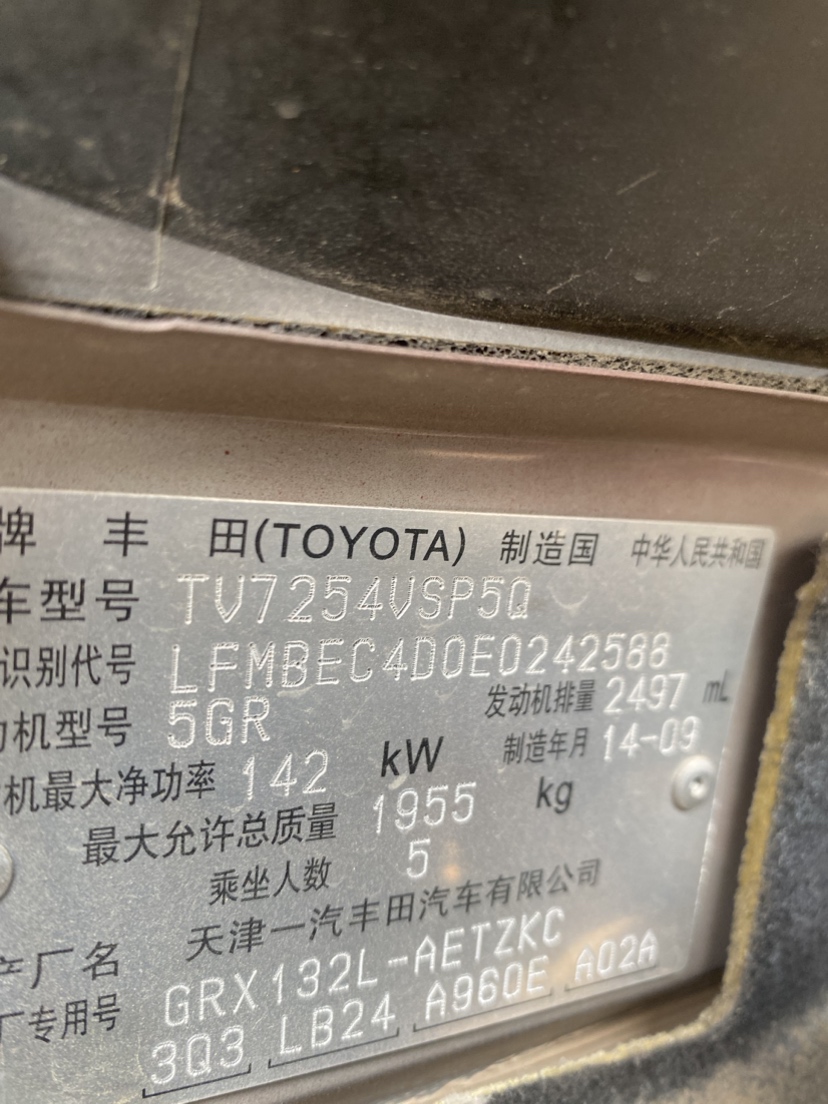 牌 丰 田(TOYOTA) 制造国 中华人民共和国
车型号 TV7254VSP5Q
识别代号 LFMBEC4D0E0242588
机型号 5GR 发动机排量 2497 mL
机最大净功率 142 kW 制造年月 14-09
最大允许总质量 1955 kg
乘坐人数 5
产厂名 天津一汽丰田汽车有限公司
厂专用号 GRX132L-AETZKC
3Q3 LB24 A960E A02A